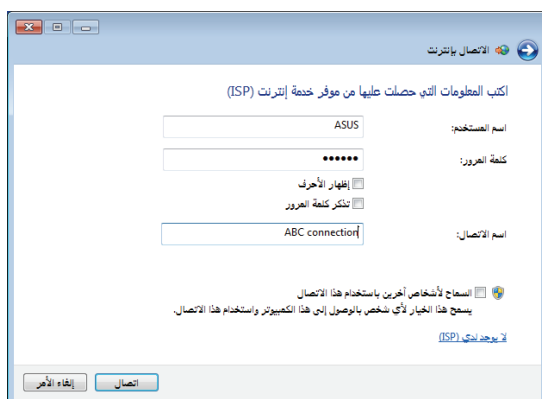 الاتصال بإنترنت
اكتب المعلومات التي حصلت عليها من موفر خدمة إنترنت (ISP)
اسم المستخدم: ASUS
كلمة المرور: ••••••
إظهار الأحرف
تذكر كلمة المرور
اسم الاتصال: ABC connection
السماح لأشخاص آخرين باستخدام هذا الاتصال
يسمح هذا الخيار لأي شخص بالوصول إلى هذا الكمبيوتر واستخدام هذا الاتصال.
لا يوجد لدي (ISP)
اتصال إلغاء الأمر